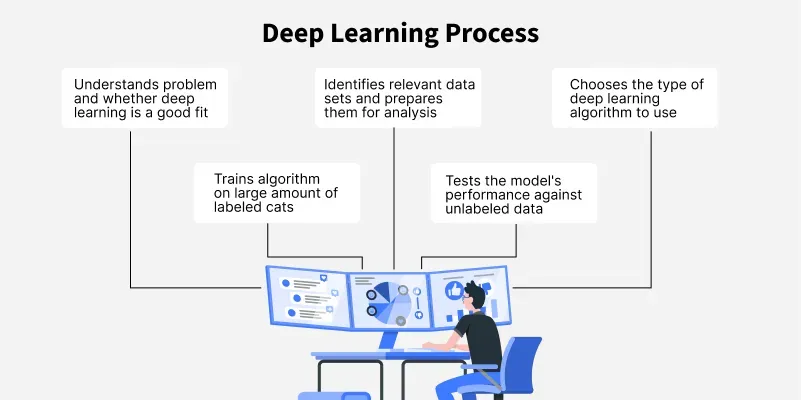 Deep Learning Process
Understands problem
and whether deep
learning is a good fit
Identifies relevant data
sets and prepares
them for analysis
Chooses the type of
deep learning
algorithm to use
Trains algorithm
on large amount of
labeled cats
Tests the model's
performance against
unlabeled data